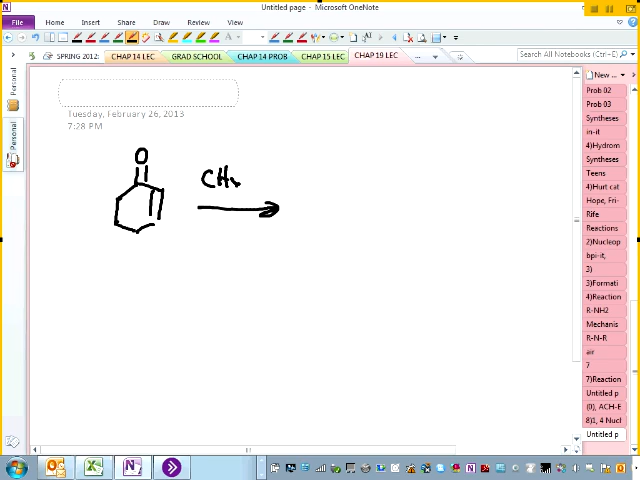 Untitled page - Microsoft OneNote
File Home Insert Share Draw Review View
SPRING 2012: CHAP 14 LEC GRAD SCHOOL CHAP 14 PROB CHAP 15 LEC CHAP 19 LEC ... Search All Notebooks (Ctrl+E)
Personal
Personal
New ...
Tuesday, February 26, 2013
7:28 PM
O
CH
Prob 02
Prob 03
Syntheses
in-it
4)Hydrom
Syntheses
Teens
4)Hurt cat
Hope, Fri-
Rife
Reactions
2)Nucleop
bpi-it,
3)
3)Formati
4)Reaction
R-NH2
Mechanis
R-N-R
air
7
7)Reaction
Untitled p
(0), ACH-E
8)1, 4 Nucl
Untitled p